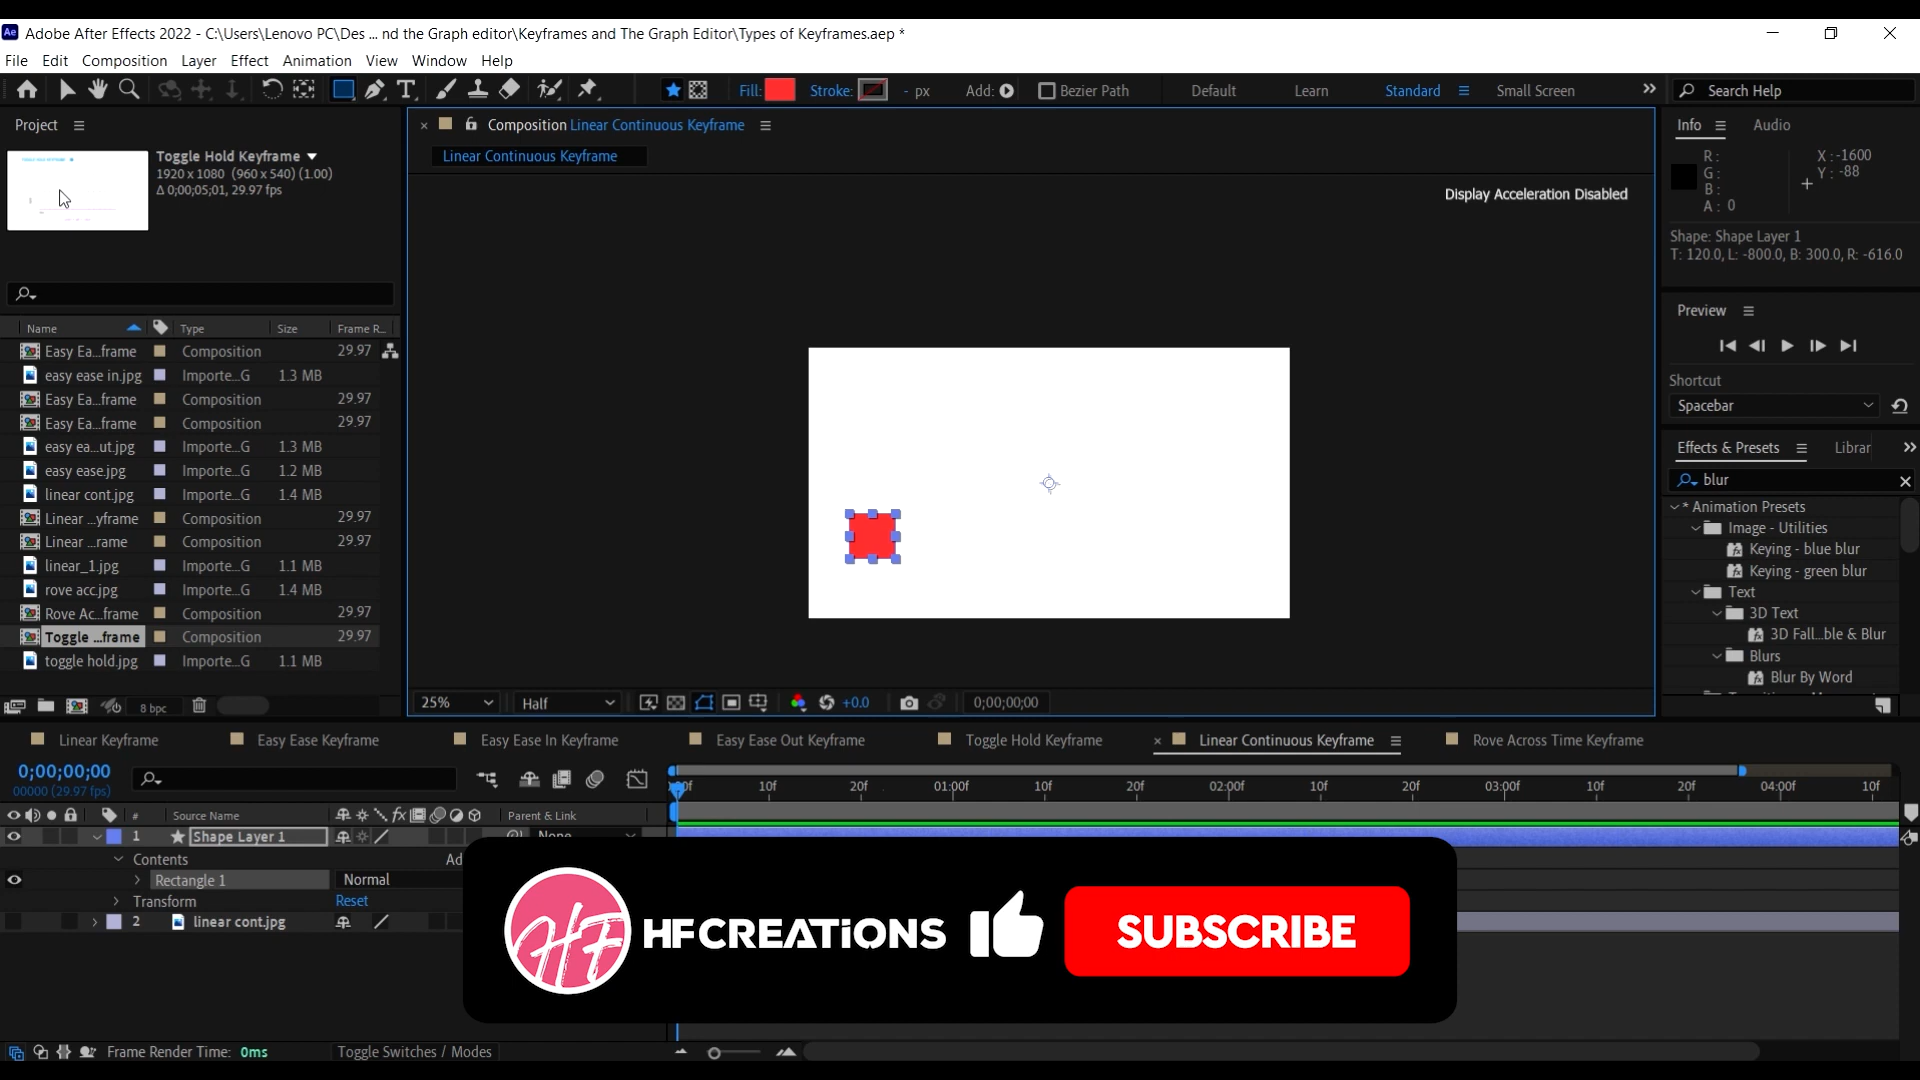 Adobe After Effects 2022 - C:\Users\Lenovo PC\Des ... nd the Graph editor\Keyframes and The Graph Editor\Types of Keyframes.aep *
File Edit Composition Layer Effect Animation View Window Help
Fill: Stroke: - px Add: Bezier Path Default Learn Standard Small Screen Search Help
Project
Composition Linear Continuous Keyframe
Info Audio
Linear Continuous Keyframe
Toggle Hold Keyframe
1920 x 1080 (960 x 540) (1.00)
Δ 0;00;05;01, 29.97 fps
Display Acceleration Disabled
R:
G:
B:
A: 0
X: -1600
Y: -88
Shape: Shape Layer 1
T: 120.0, L: -800.0, B: 300.0, R: -616.0
Preview
Shortcut
Spacebar
Effects & Presets Librar
blur
* Animation Presets
Image - Utilities
Keying - blue blur
Keying - green blur
Text
3D Text
3D Fall...ble & Blur
Blurs
Blur By Word
Name Type Size Frame R...
Easy Ea...frame Composition 29.97
easy ease in.jpg Importe...G 1.3 MB
Easy Ea...frame Composition 29.97
Easy Ea...frame Composition 29.97
easy ea...ut.jpg Importe...G 1.3 MB
easy ease.jpg Importe...G 1.2 MB
linear cont.jpg Importe...G 1.4 MB
Linear ...yframe Composition 29.97
Linear ...rame Composition 29.97
linear_1.jpg Importe...G 1.1 MB
rove acc.jpg Importe...G 1.4 MB
Rove Ac...frame Composition 29.97
Toggle ...frame Composition 29.97
toggle hold.jpg Importe...G 1.1 MB
8 bpc
25% Half +0.0 0;00;00;00
Linear Keyframe Easy Ease Keyframe Easy Ease In Keyframe Easy Ease Out Keyframe Toggle Hold Keyframe Linear Continuous Keyframe Rove Across Time Keyframe
0;00;00;00
00000 (29.97 fps)
10f 20f 01:00f 10f 20f 02:00f 10f 20f 03:00f 10f 20f 04:00f 10f
# Source Name Parent & Link
1 Shape Layer 1 None
Contents Ad
Rectangle 1 Normal
Transform Reset
2 linear cont.jpg
HF HFCREATiONS SUBSCRIBE
Frame Render Time: 0ms Toggle Switches / Modes